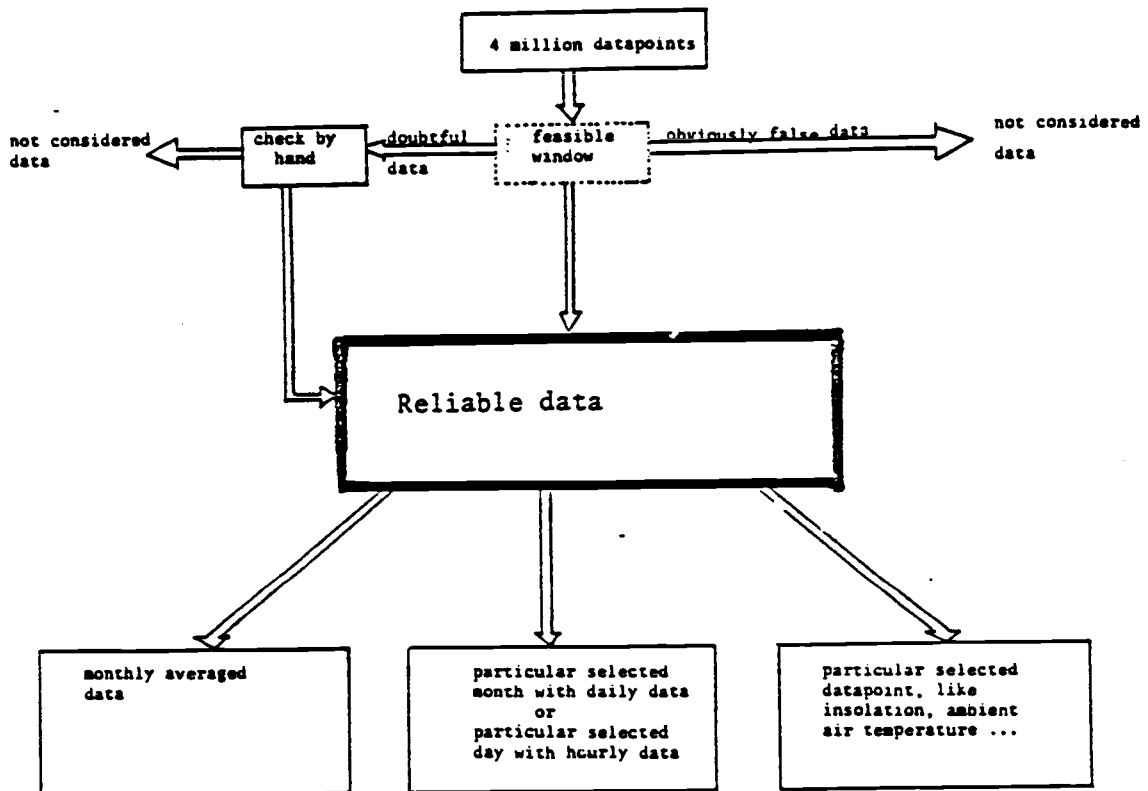 4 million datapoints
not considered
data
check by
hand
doubtful
data
feasible
window
obviously false data
not considered
data
Reliable data
monthly averaged
data
particular selected
month with daily data
or
particular selected
day with hourly data
particular selected
datapoint, like
insolation, ambient
air temperature ...